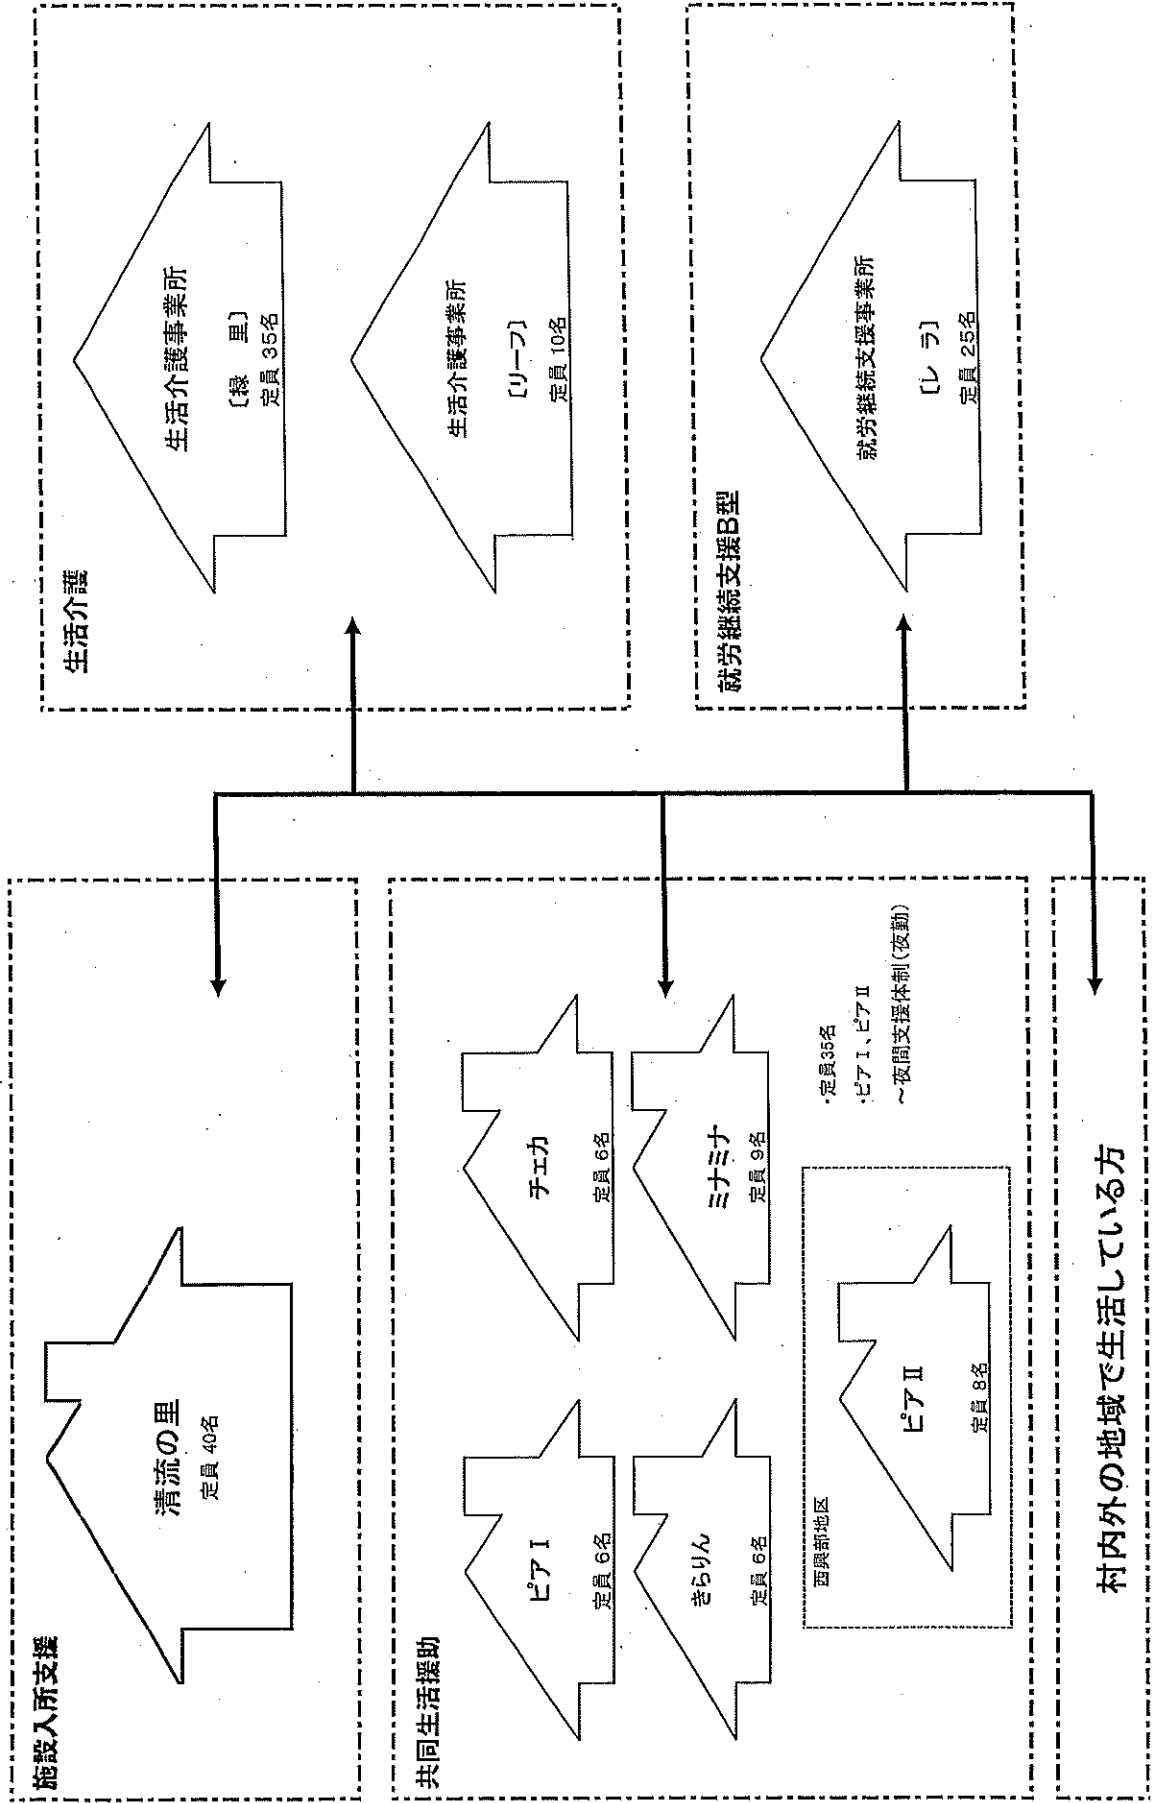 施設入所支援
清流の里
定員 40名
共同生活援助
ピアⅠ
定員 6名
チェカ
定員 6名
きらりん
定員 6名
ミナミナ
定員 9名
西興部地区
ピアⅡ
定員 8名
・定員35名
・ピアⅠ、ピアⅡ
～夜間支援体制(夜勤)
村内外の地域で生活している方
生活介護
生活介護事業所
〔緑 里〕
定員 35名
生活介護事業所
〔リーフ〕
定員 10名
就労継続支援B型
就労継続支援事業所
〔レ ラ〕
定員 25名